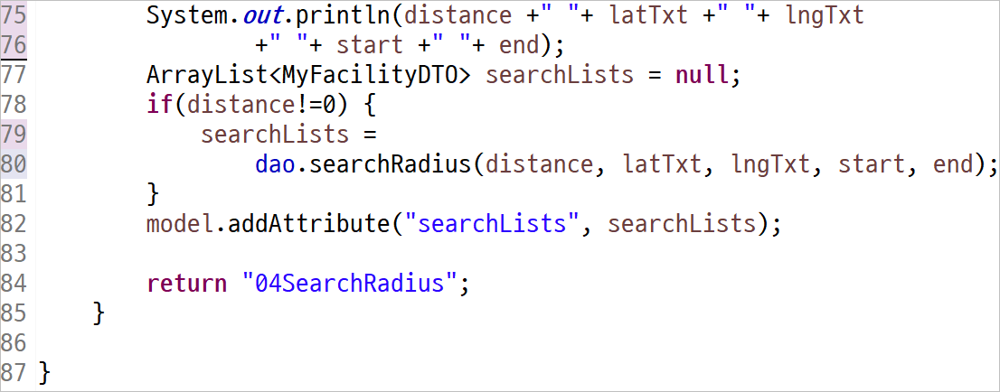 75 System.out.println(distance +" "+ latTxt +" "+ lngTxt
76 +" "+ start +" "+ end);
77 ArrayList<MyFacilityDTO> searchLists = null;
78 if(distance!=0) {
79 searchLists =
80 dao.searchRadius(distance, latTxt, lngTxt, start, end);
81 }
82 model.addAttribute("searchLists", searchLists);
83
84 return "04SearchRadius";
85 }
86
87 }